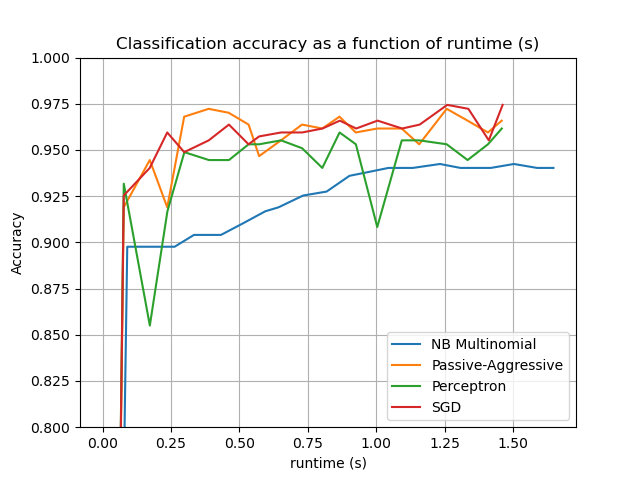 Classification accuracy as a function of runtime (s)
1.000
0.975
0.950
0.925
0.900
0.875
0.850
0.825
0.800
Accuracy
NB Multinomial
Passive-Aggressive
Perceptron
SGD
0.00 0.25 0.50 0.75 1.00 1.25 1.50
runtime (s)